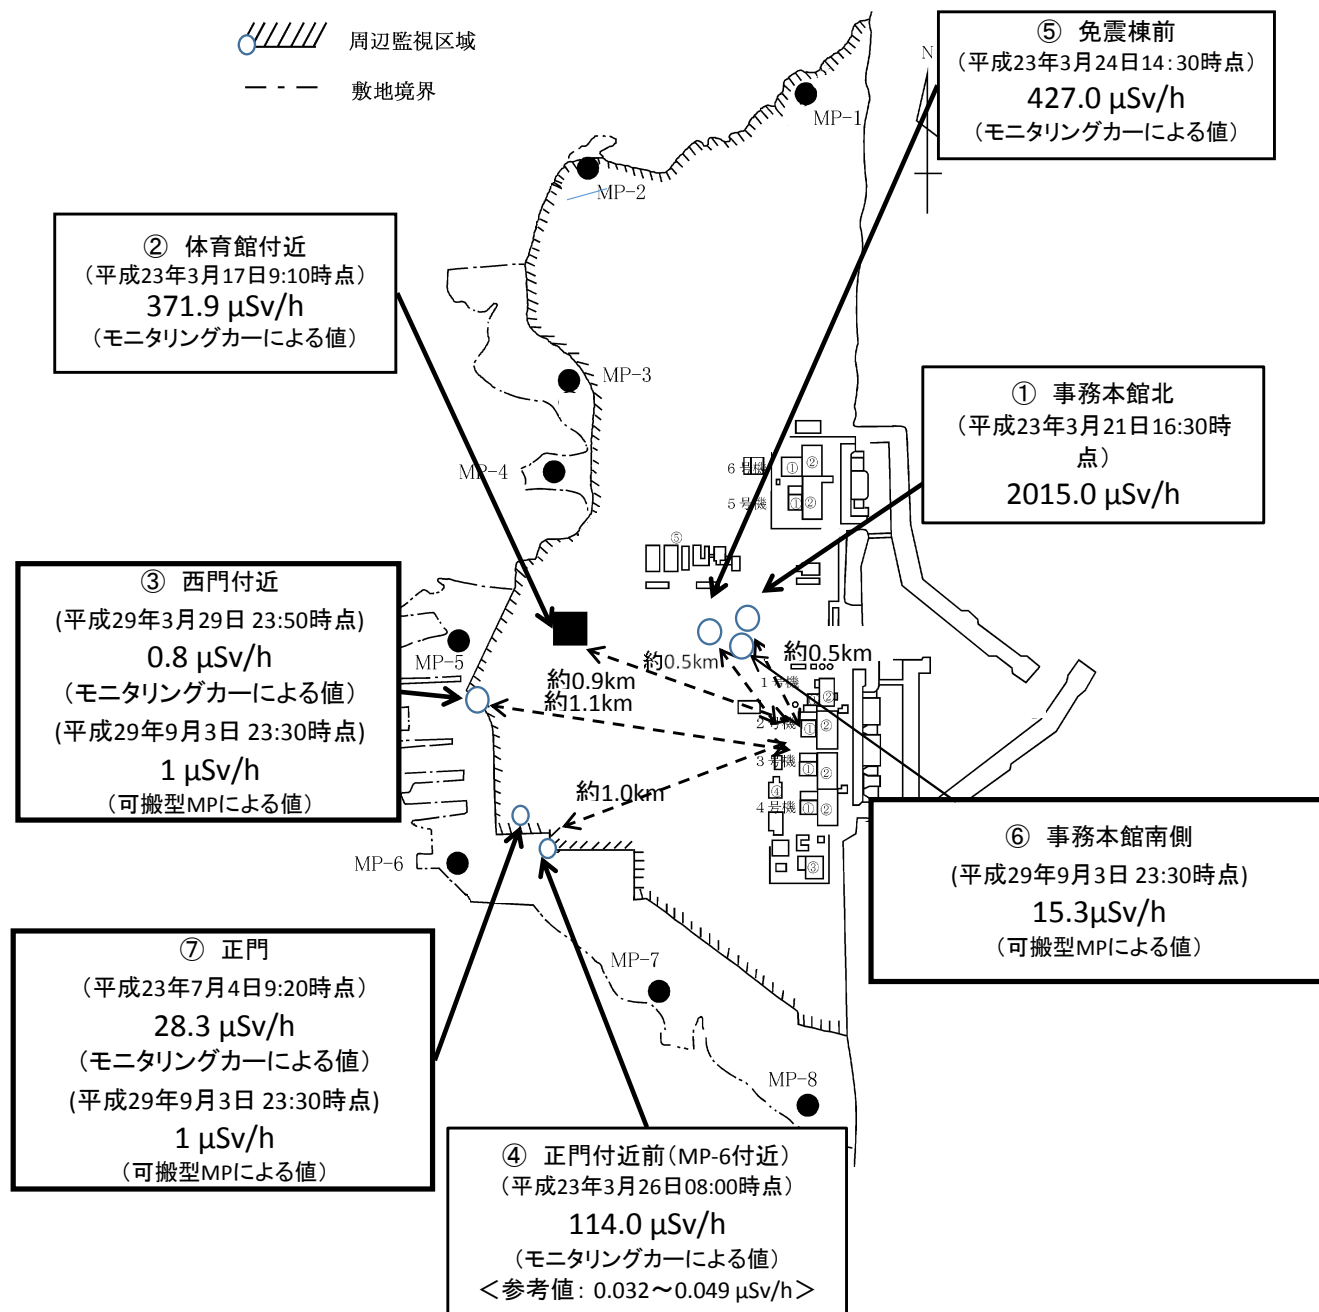 周辺監視区域
敷地境界
⑤ 免震棟前
(平成23年3月24日14:30時点)
427.0 μSv/h
(モニタリングカーによる値)
N
MP-1
MP-2
② 体育館付近
(平成23年3月17日9:10時点)
371.9 μSv/h
(モニタリングカーによる値)
MP-3
① 事務本館北
(平成23年3月21日16:30時
点)
2015.0 μSv/h
MP-4
6号機
① ②
5号機
① ②
⑤
③ 西門付近
(平成29年3月29日 23:50時点)
0.8 μSv/h
(モニタリングカーによる値)
(平成29年9月3日 23:30時点)
1 μSv/h
(可搬型MPによる値)
MP-5
約0.5km
約0.5km
約0.9km
約1.1km
1号機
②
2号機
① ②
3号機
① ②
約1.0km
④
4号機
① ②
③
MP-6
⑥ 事務本館南側
(平成29年9月3日 23:30時点)
15.3μSv/h
(可搬型MPによる値)
⑦ 正門
(平成23年7月4日9:20時点)
28.3 μSv/h
(モニタリングカーによる値)
(平成29年9月3日 23:30時点)
1 μSv/h
(可搬型MPによる値)
MP-7
MP-8
④ 正門付近前(MP-6付近)
(平成23年3月26日08:00時点)
114.0 μSv/h
(モニタリングカーによる値)
<参考値: 0.032～0.049 μSv/h>